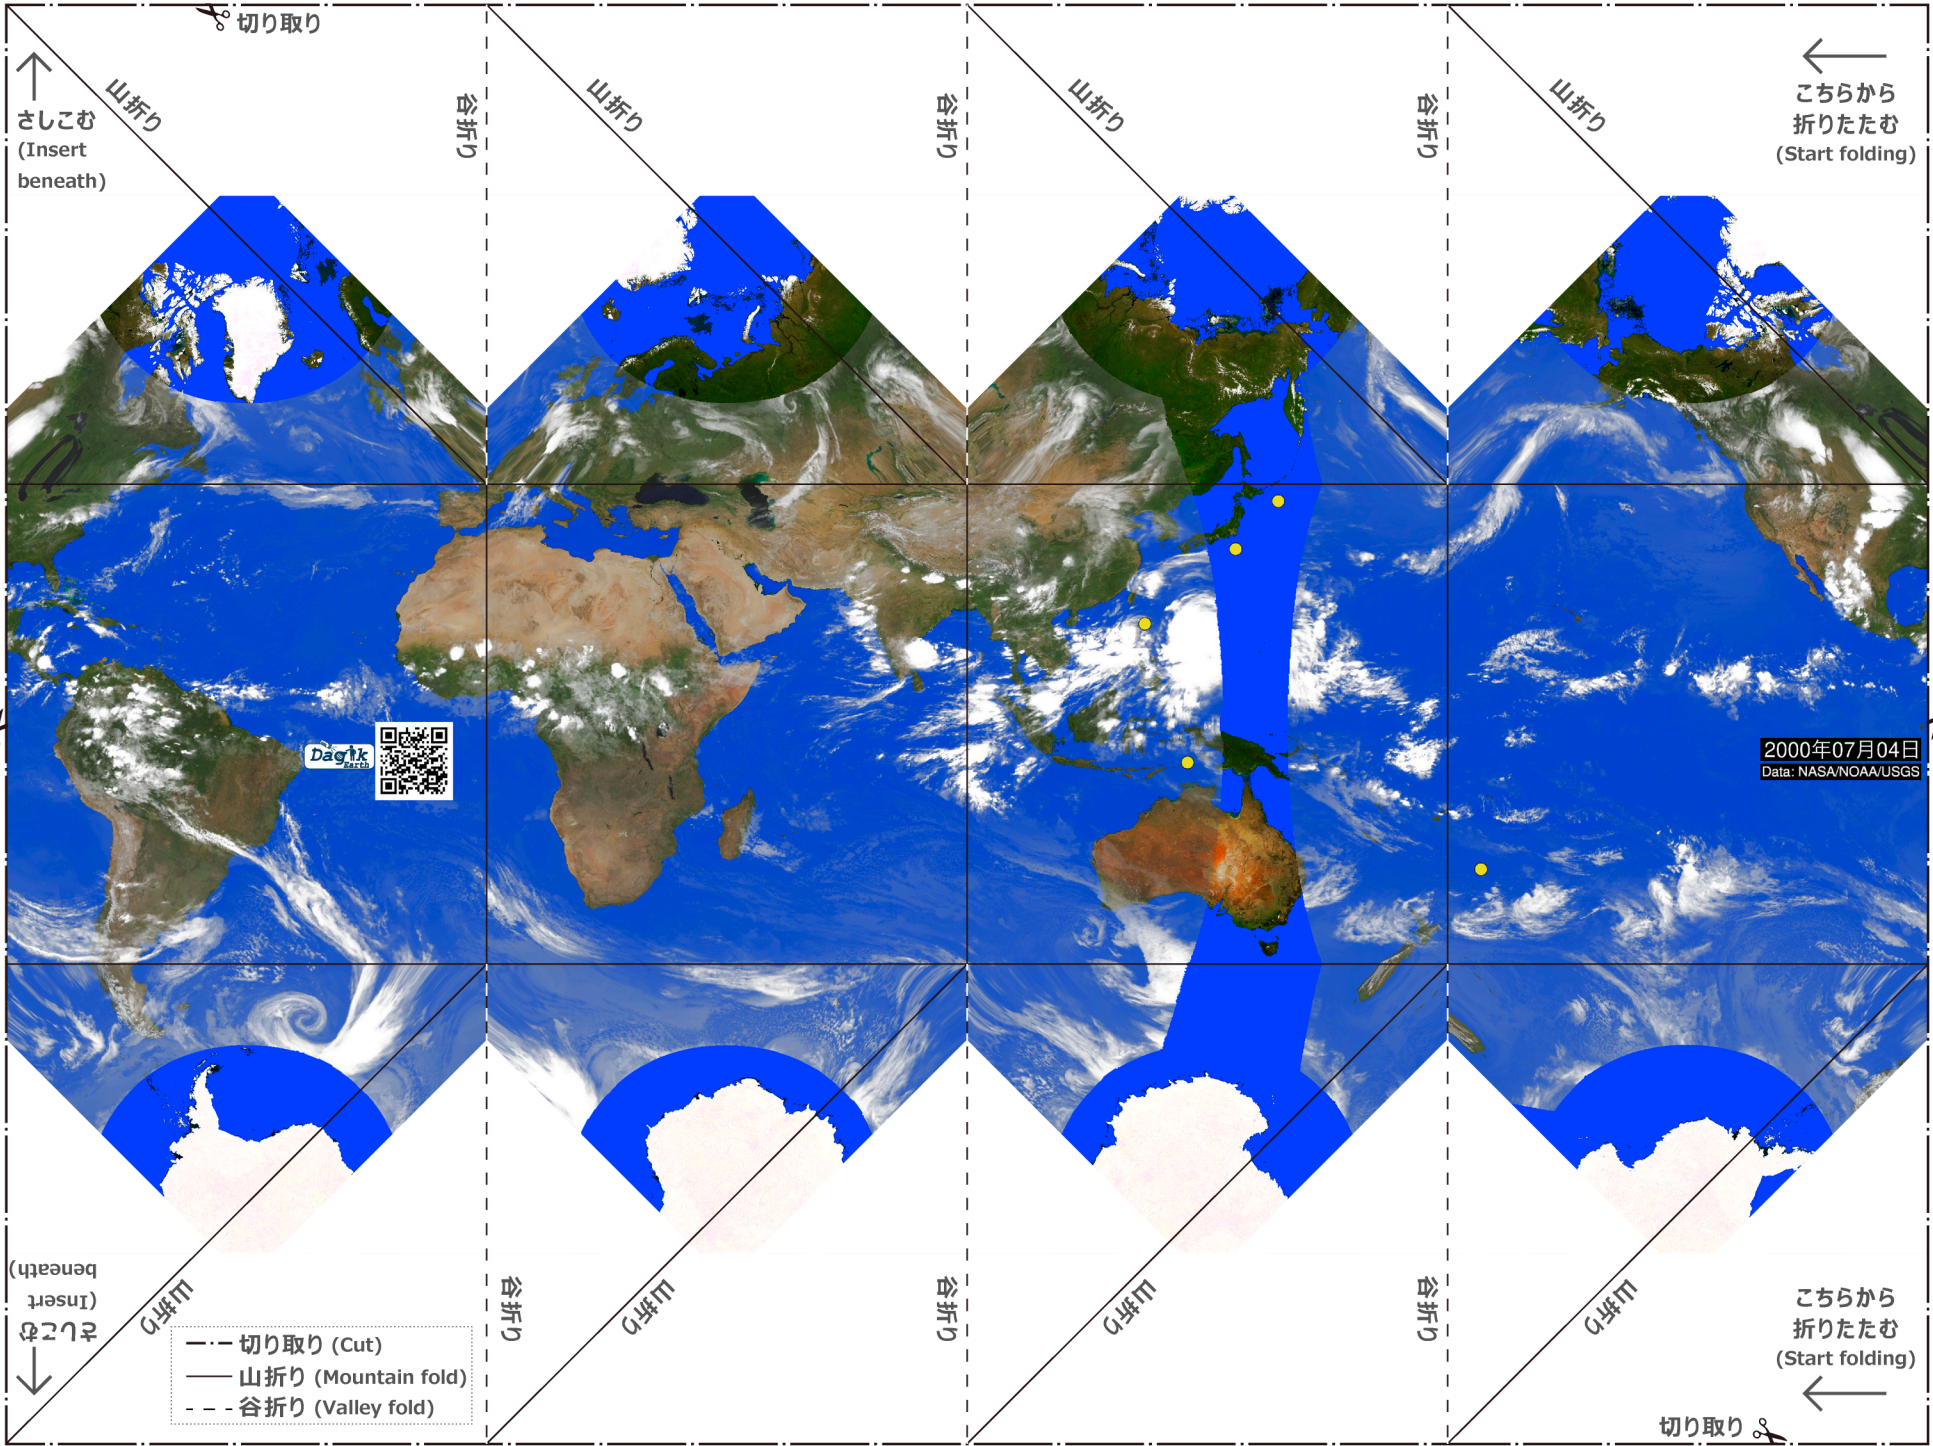 切り取り
山折り
谷折り
山折り
谷折り
山折り
谷折り
山折り
さしこむ
(Insert
beneath)
こちらから
折りたたむ
(Start folding)
Dagik
Earth
2000年07月04日
Data: NASA/NOAA/USGS
さしこむ
(Insert
beneath)
山折り
谷折り
山折り
谷折り
山折り
谷折り
山折り
こちらから
折りたたむ
(Start folding)
切り取り (Cut)
山折り (Mountain fold)
谷折り (Valley fold)
切り取り